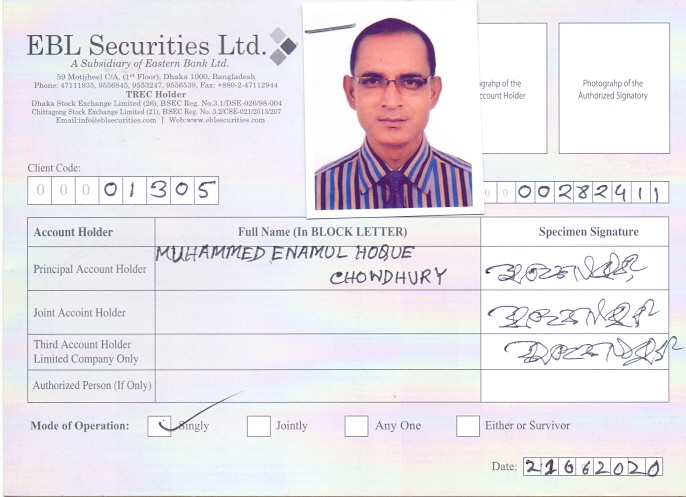 EBL Securities Ltd.
A Subsidiary of Eastern Bank Ltd.
59 Motijheel C/A, (1st Floor), Dhaka 1000, Bangladesh
Phone: 47111935, 9556845, 9553247, 9556539, Fax: +880-2-47112944
TREC Holder
Dhaka Stock Exchange Limited (26), BSEC Reg. No.3.1/DSE-026/98-004
Chittagong Stock Exchange Limited (21), BSEC Reg. No. 3.2/CSE-021/2013/207
Email:info@eblsecurities.com | Web:www.eblsecurities.com
ograhp of the
ccount Holder
Photograhp of the
Authorized Signatory
Client Code:
0 0 0 0 1 3 0 5
0 0 0 0 2 8 2 4 1 1
Account Holder Full Name (In BLOCK LETTER) Specimen Signature
Principal Account Holder MUHAMMED ENAMUL HOQUE
CHOWDHURY
Joint Accoint Holder
Third Account Holder
Limited Company Only
Authorized Person (If Only)
Mode of Operation: Singly Jointly Any One Either or Survivor
Date: 2 1 0 6 2 0 2 0